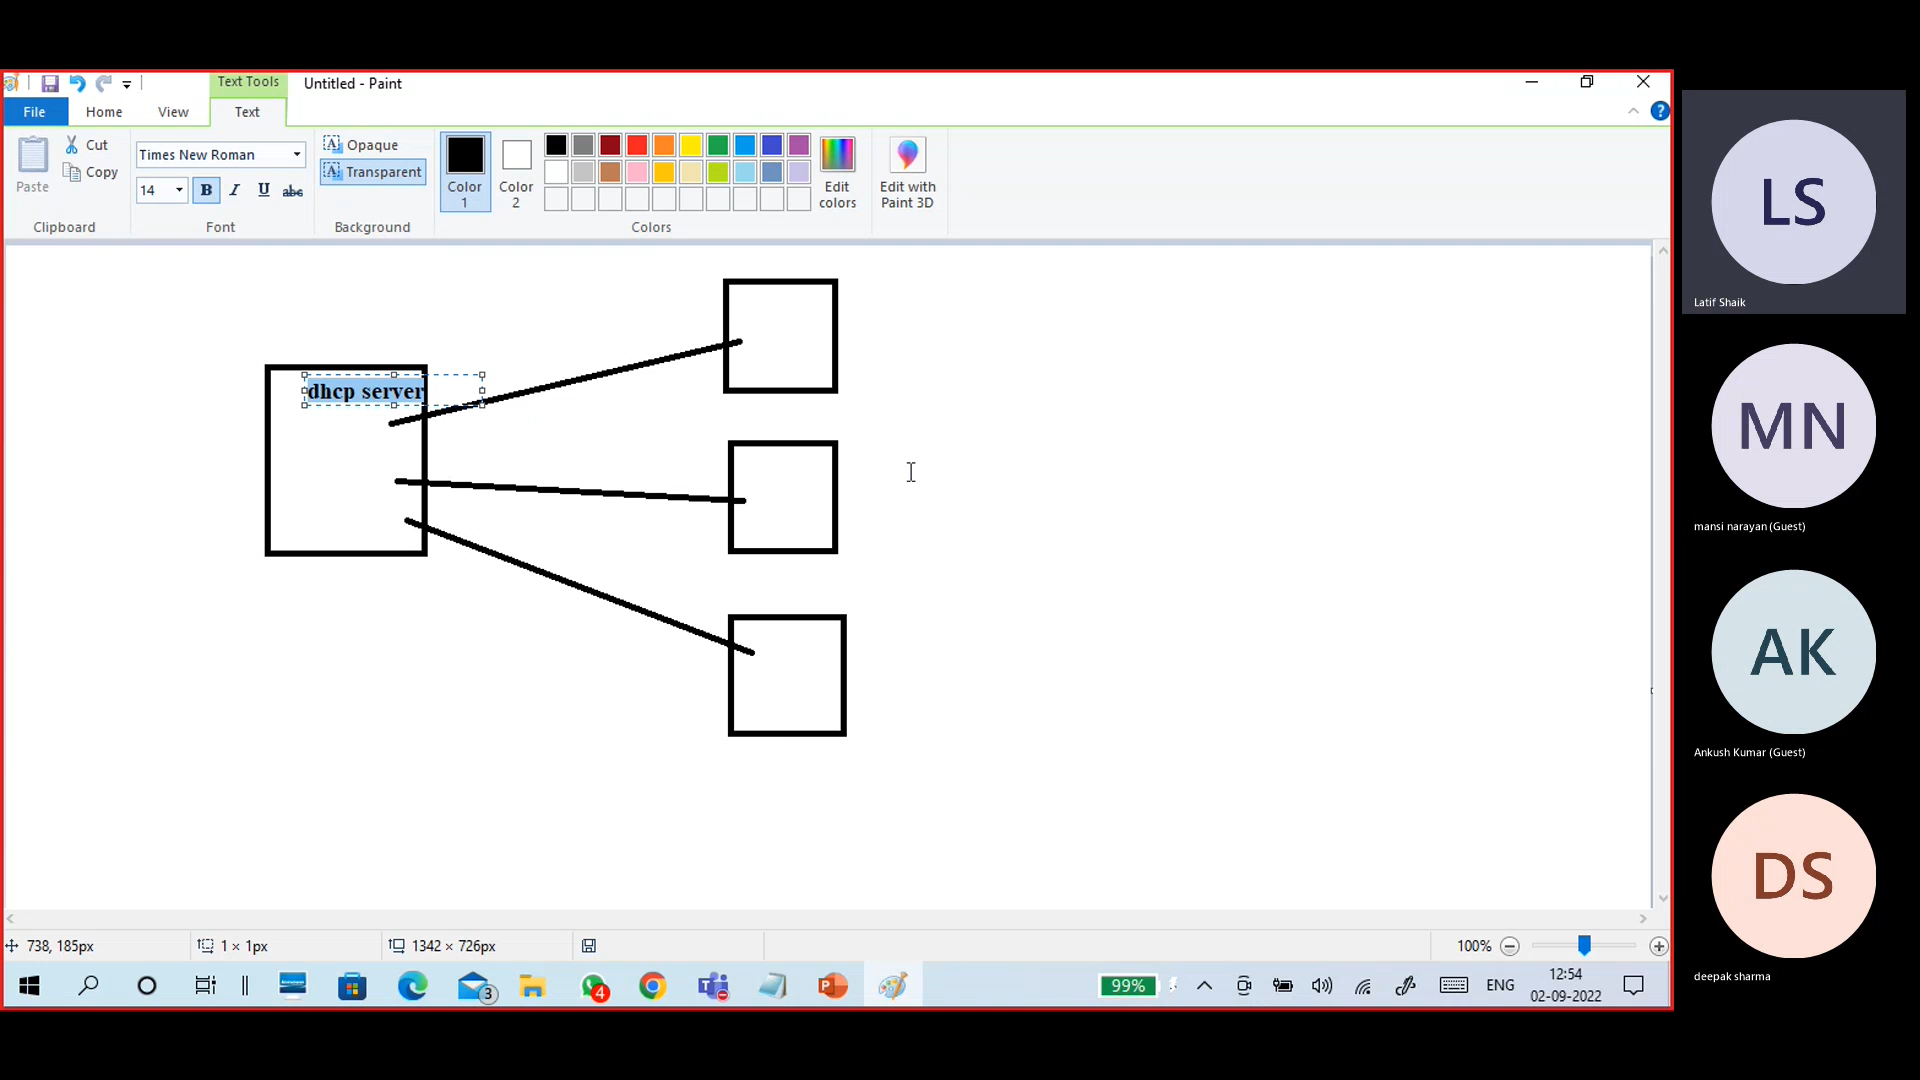 Text Tools
Untitled - Paint
File
Home
View
Text
Paste
Cut
Copy
Clipboard
Times New Roman
14
B
I
U
abc
Font
Opaque
Transparent
Background
Color 1
Color 2
Edit colors
Colors
Edit with Paint 3D
dhcp server
738, 185px
1 × 1px
1342 × 726px
100%
3
4
99%
ENG
12:54
02-09-2022
LS
Latif Shaik
MN
mansi narayan (Guest)
AK
Ankush Kumar (Guest)
DS
deepak sharma